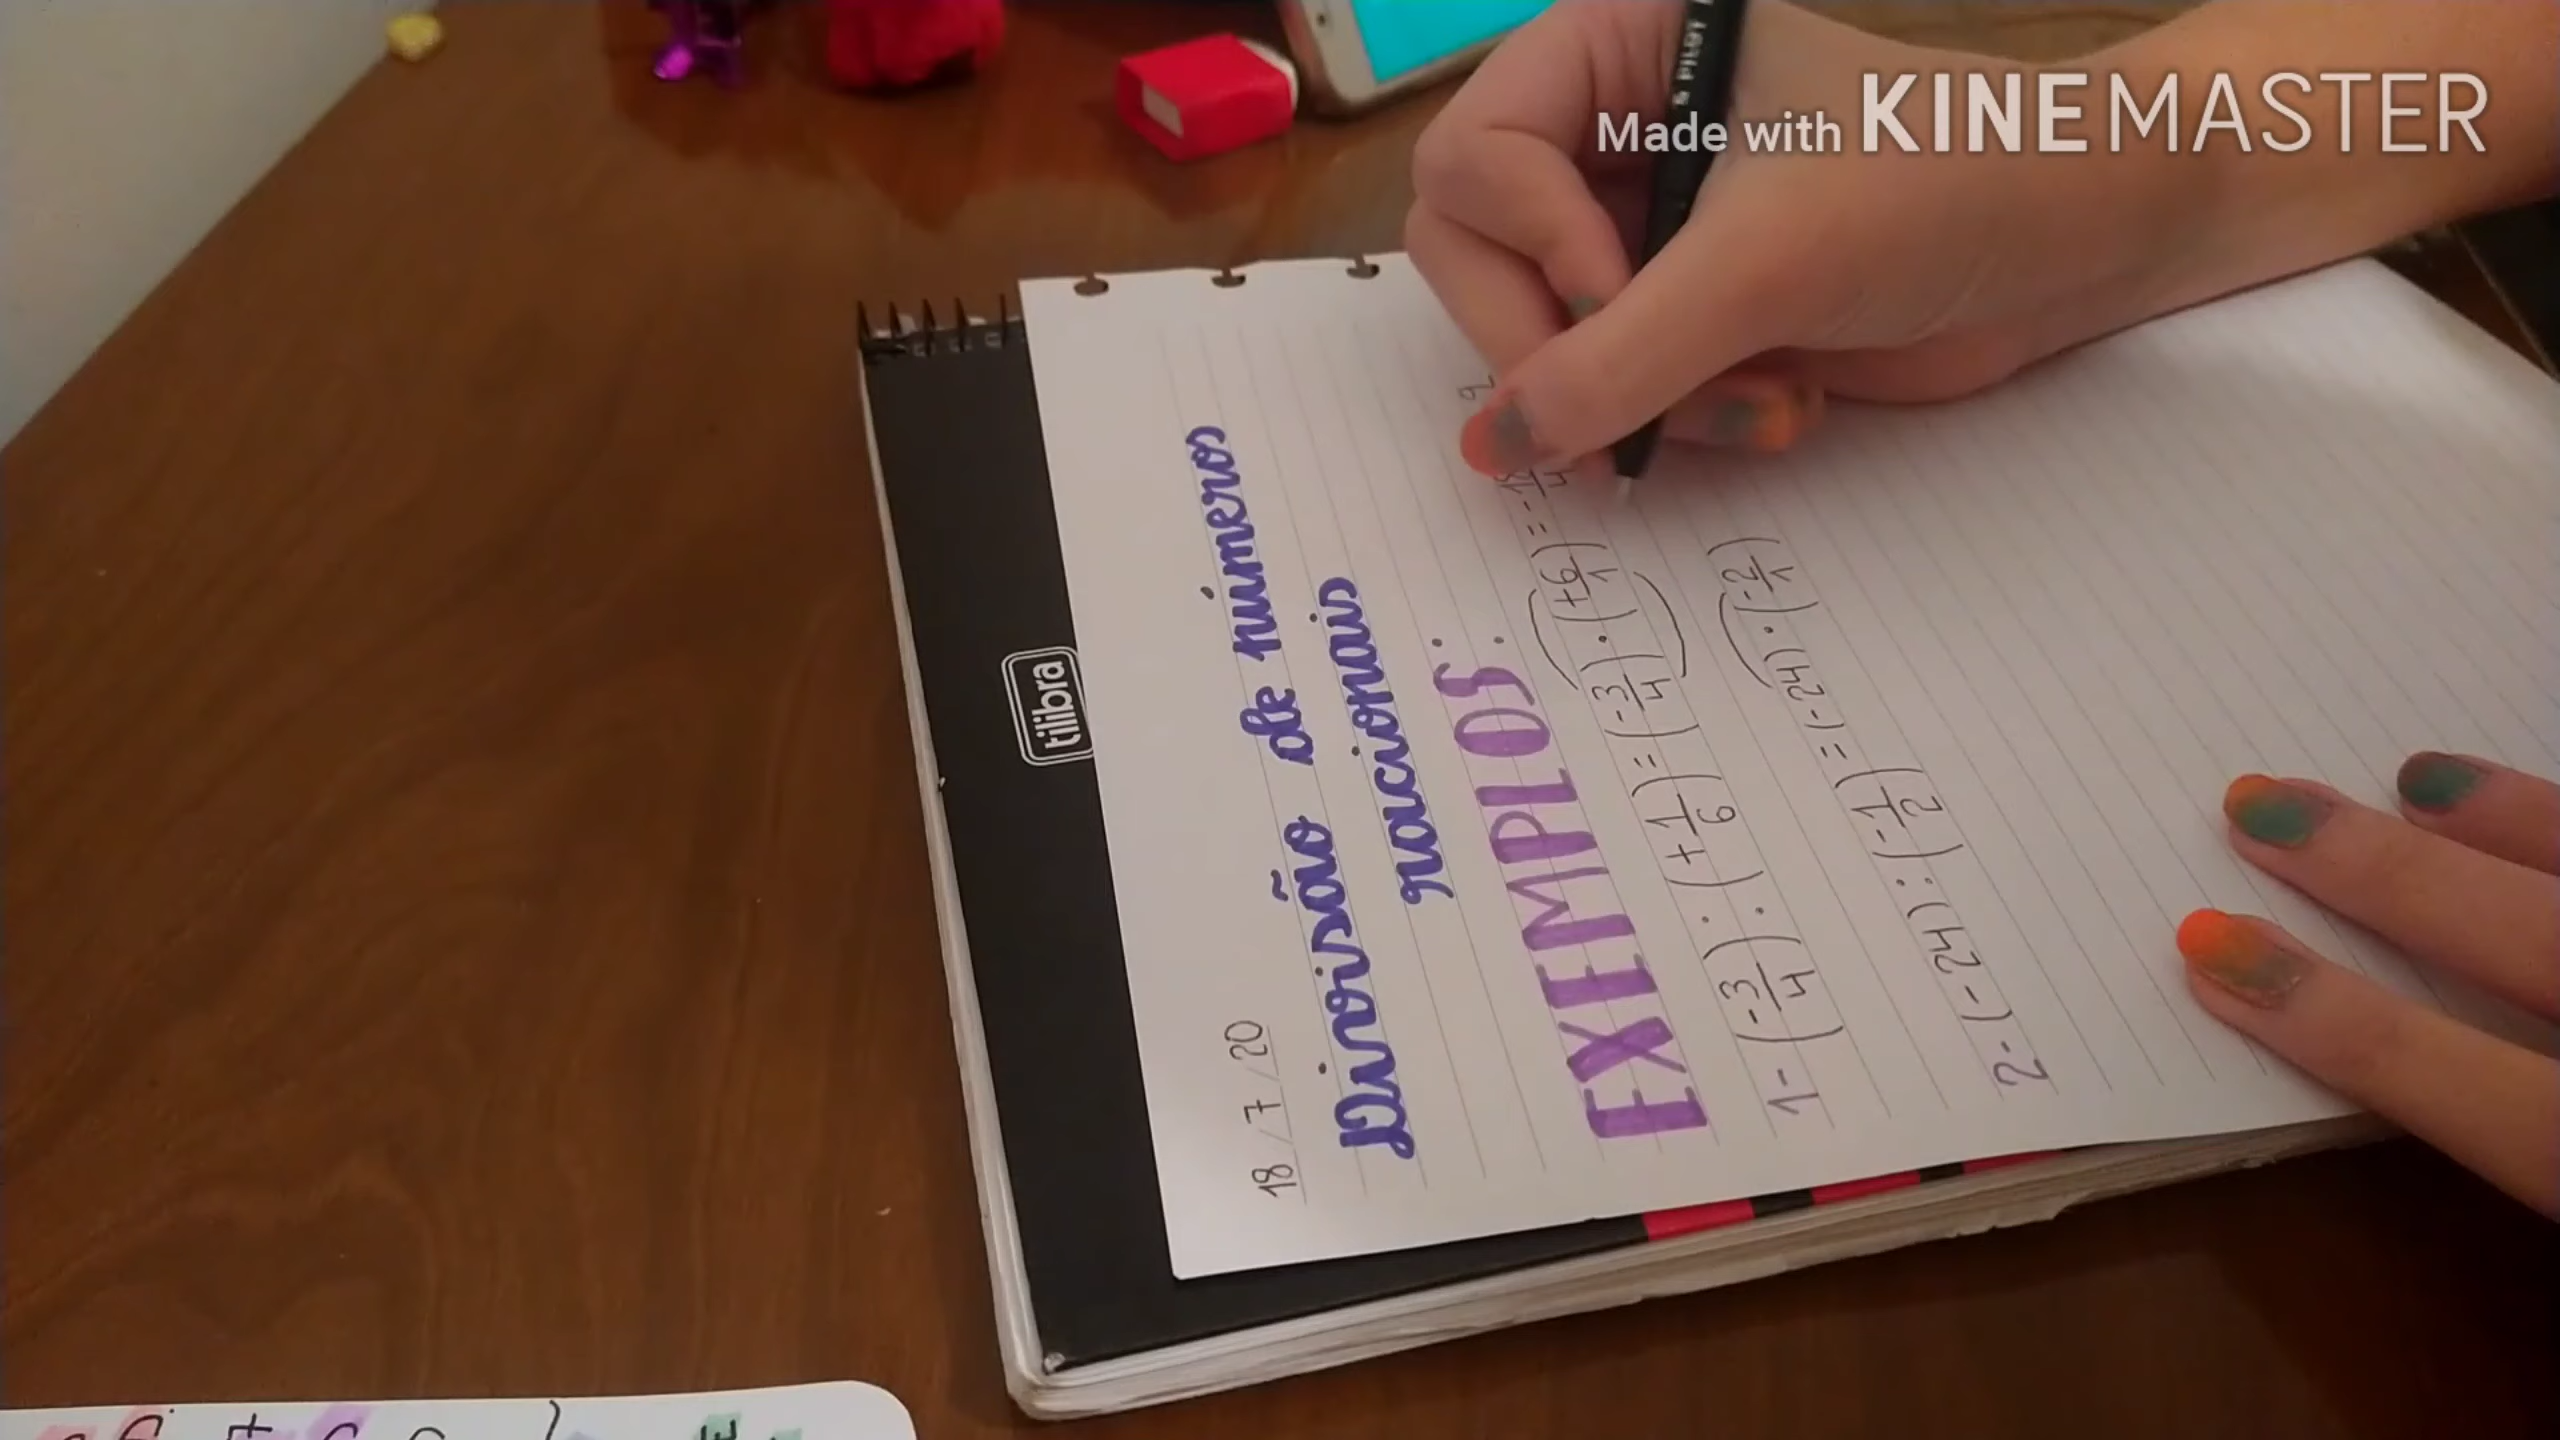 Made with KINEMASTER
PILOT
tilibra
18/7/20
Divisão de números
racionais
EXEMPLOS:
1- (-3/4) : (+1/6) = (-3/4) · (+6/1) = -18/4
2- (-24) : (-1/2) = (-24) · (-2/1)